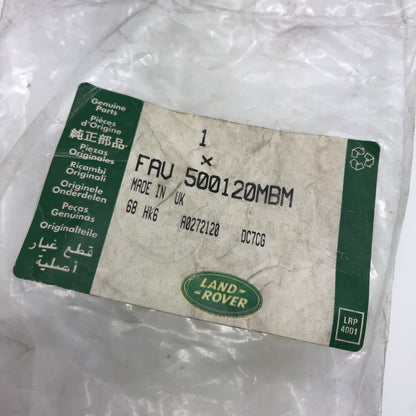 Genuine
Parts
Pièces
d'Origine
純正部品
Piezas
Originales
Ricambi
Originali
Originele
Onderdelen
Peças
Genuínas
Originalteile
قطع غيار
أصلية
1
x
FAV 500120MBM
MADE IN UK
68 Hk6 A0272120 DC7CG
LAND-
-ROVER
LRP
4001